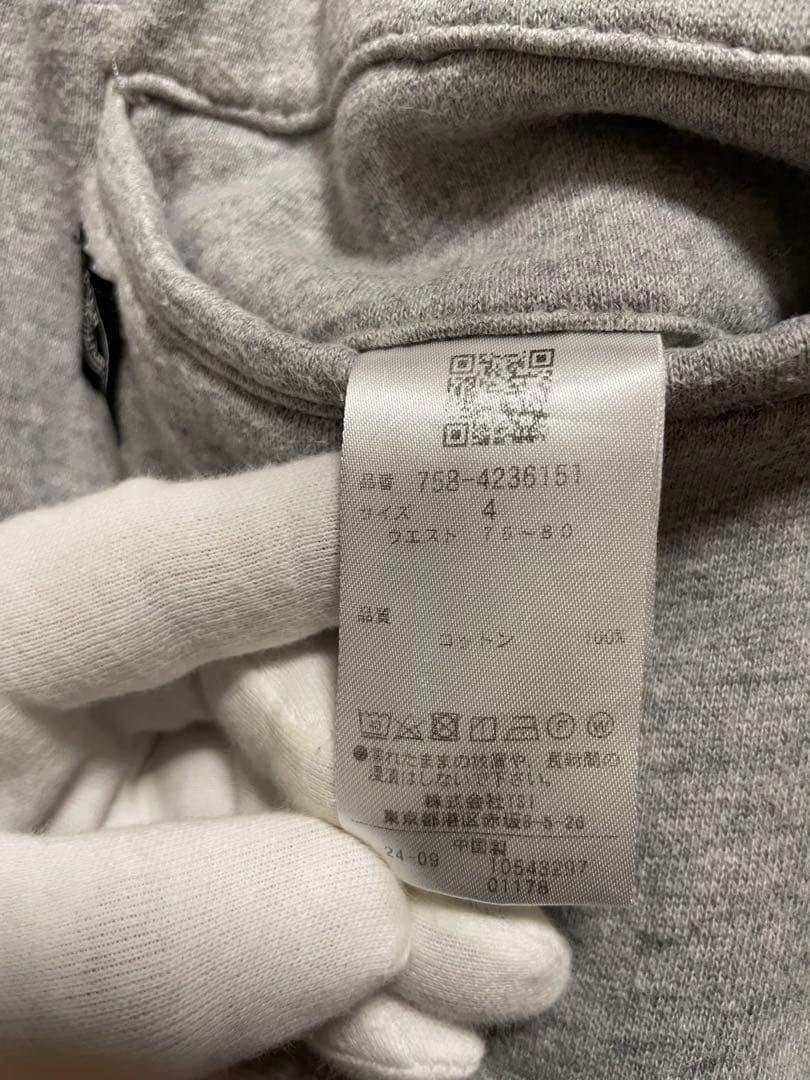 品番 758-4236151
サイズ 4
ウエスト 76~80
品質
コットン 100%
●濡れたままの放置や、長時間の
浸漬はしないで下さい。
株式会社TSI
東京都港区赤坂8-5-26
中国製
24-09 10543297
01178